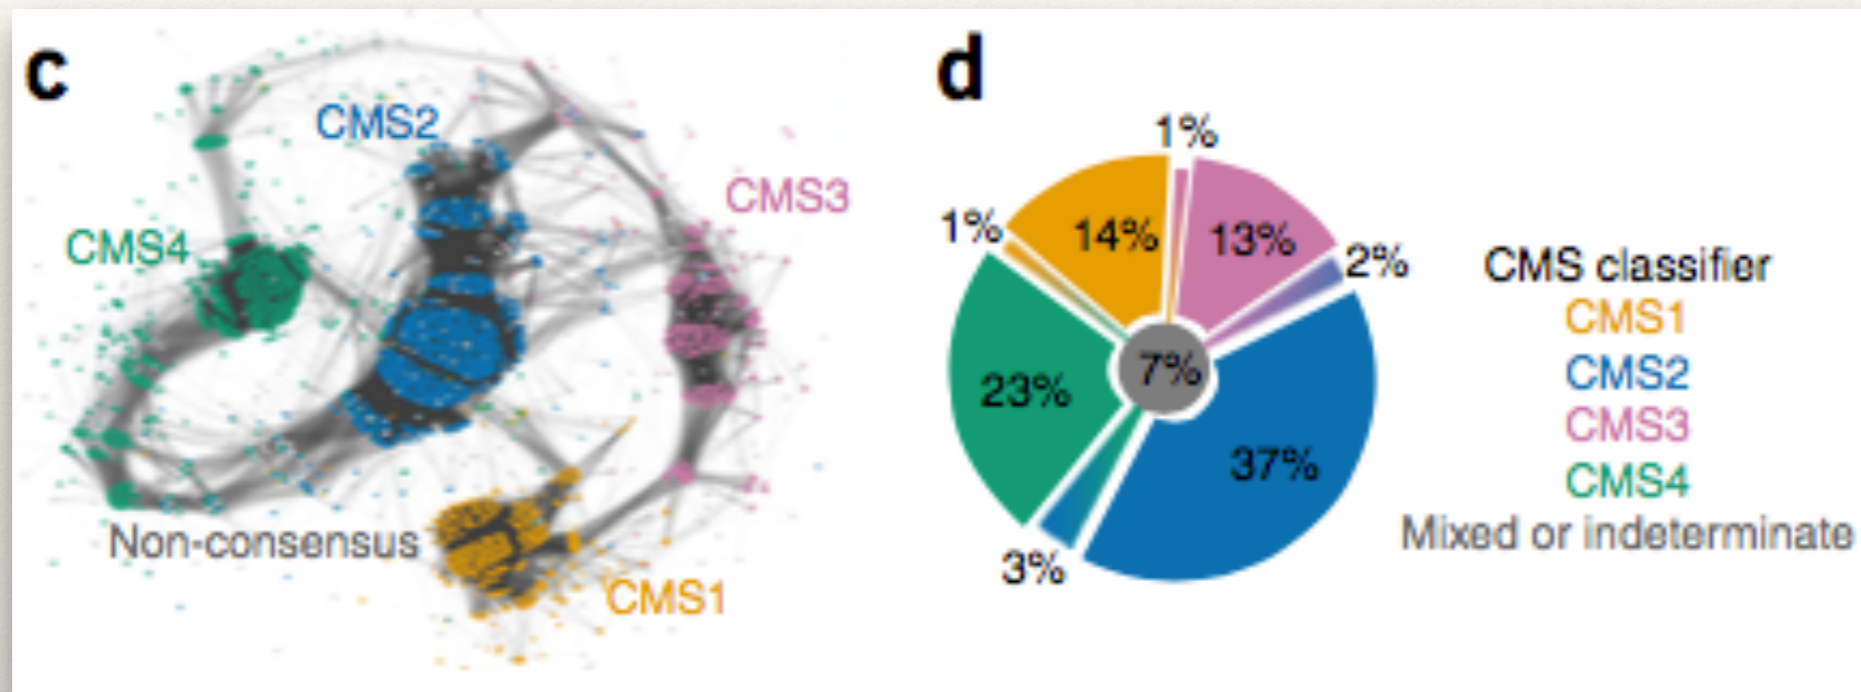 c
CMS2
CMS3
CMS4
Non-consensus
CMS1
d
1%
1%
14%
13%
2%
23%
7%
37%
3%
CMS classifier
CMS1
CMS2
CMS3
CMS4
Mixed or indeterminate